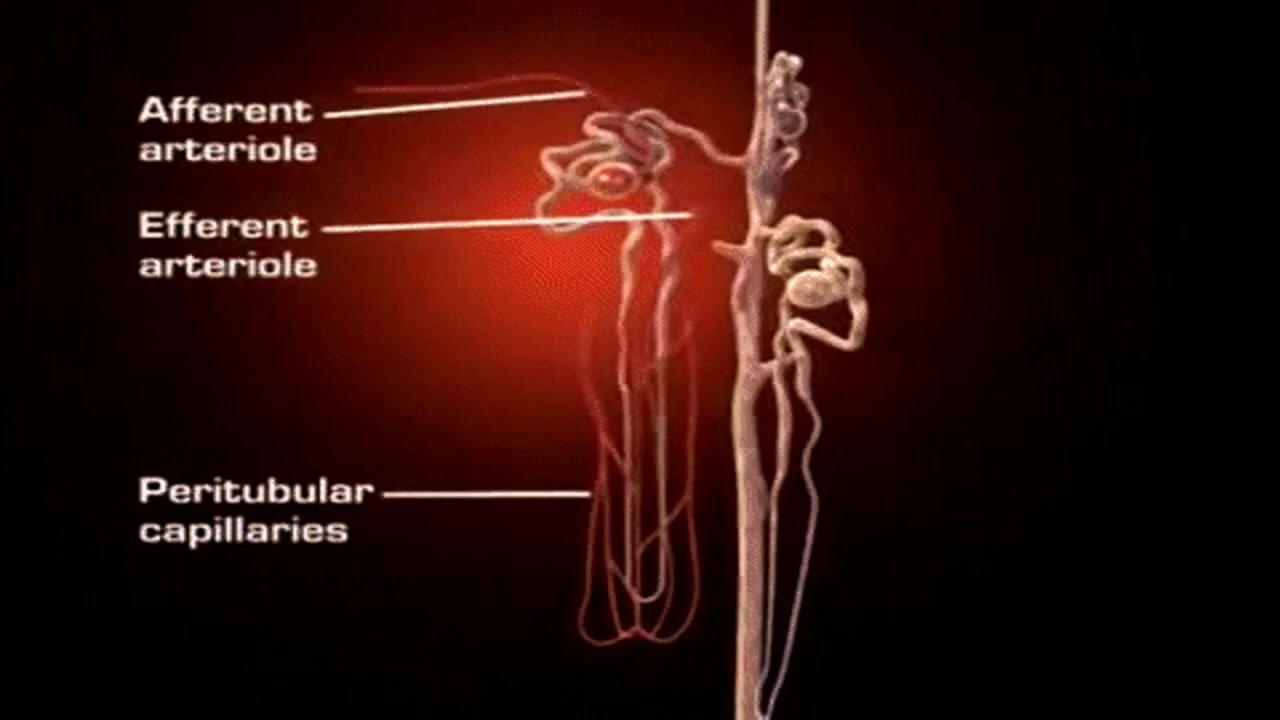 Afferent
arteriole
Efferent
arteriole
Peritubular
capillaries